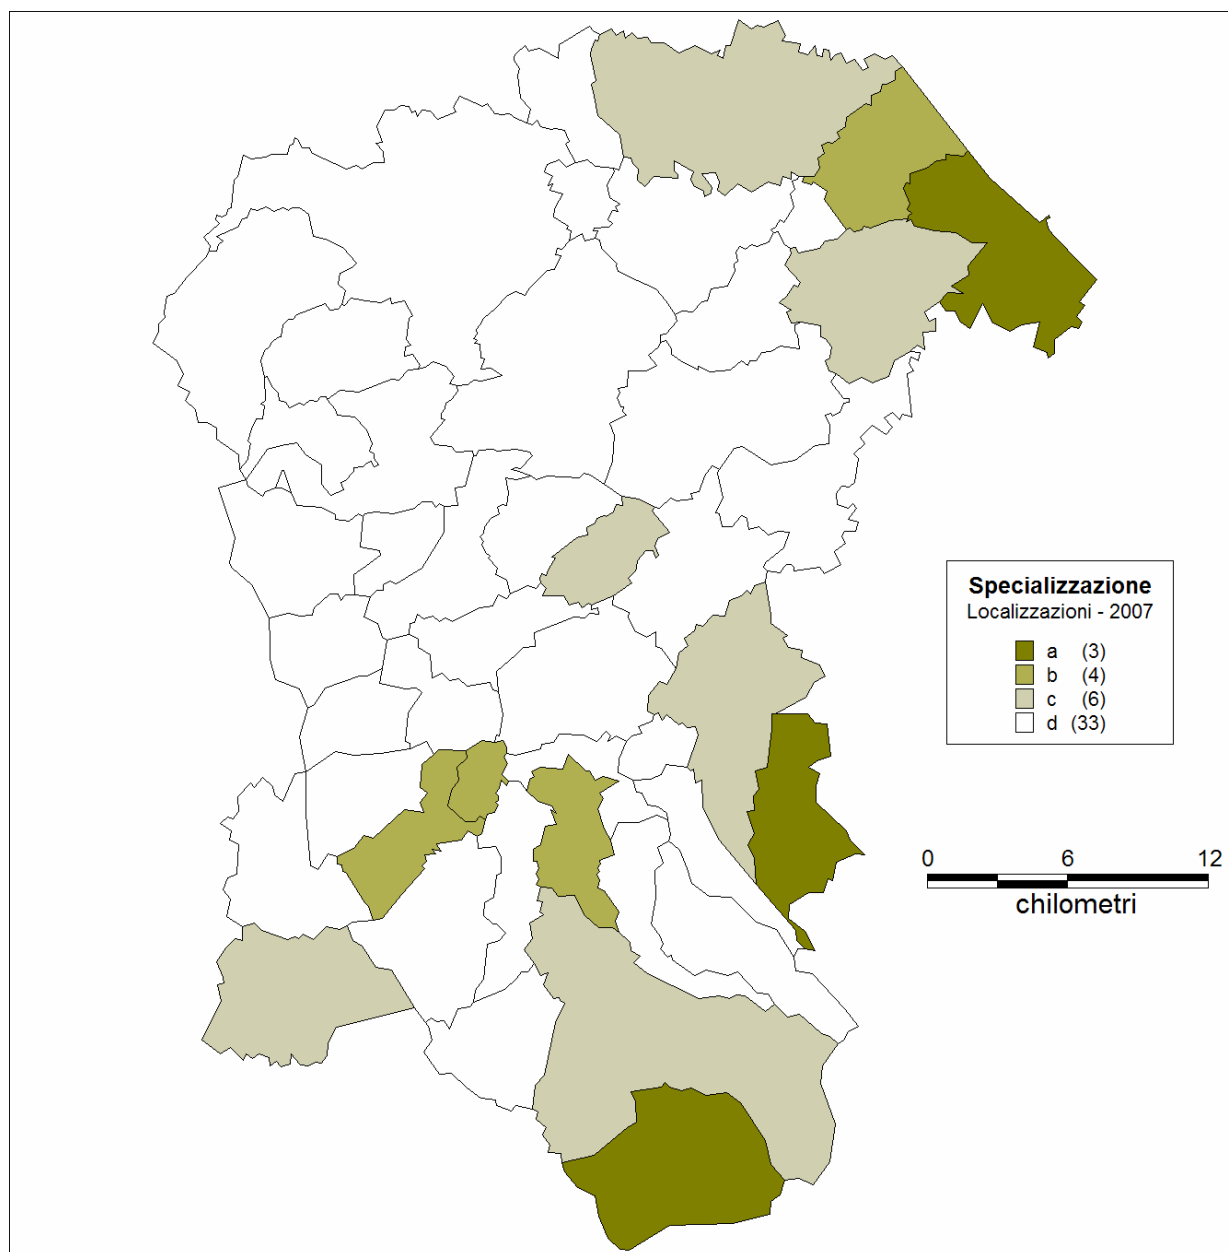 Specializzazione
Localizzazioni - 2007
a (3)
b (4)
c (6)
d (33)
0 6 12
chilometri